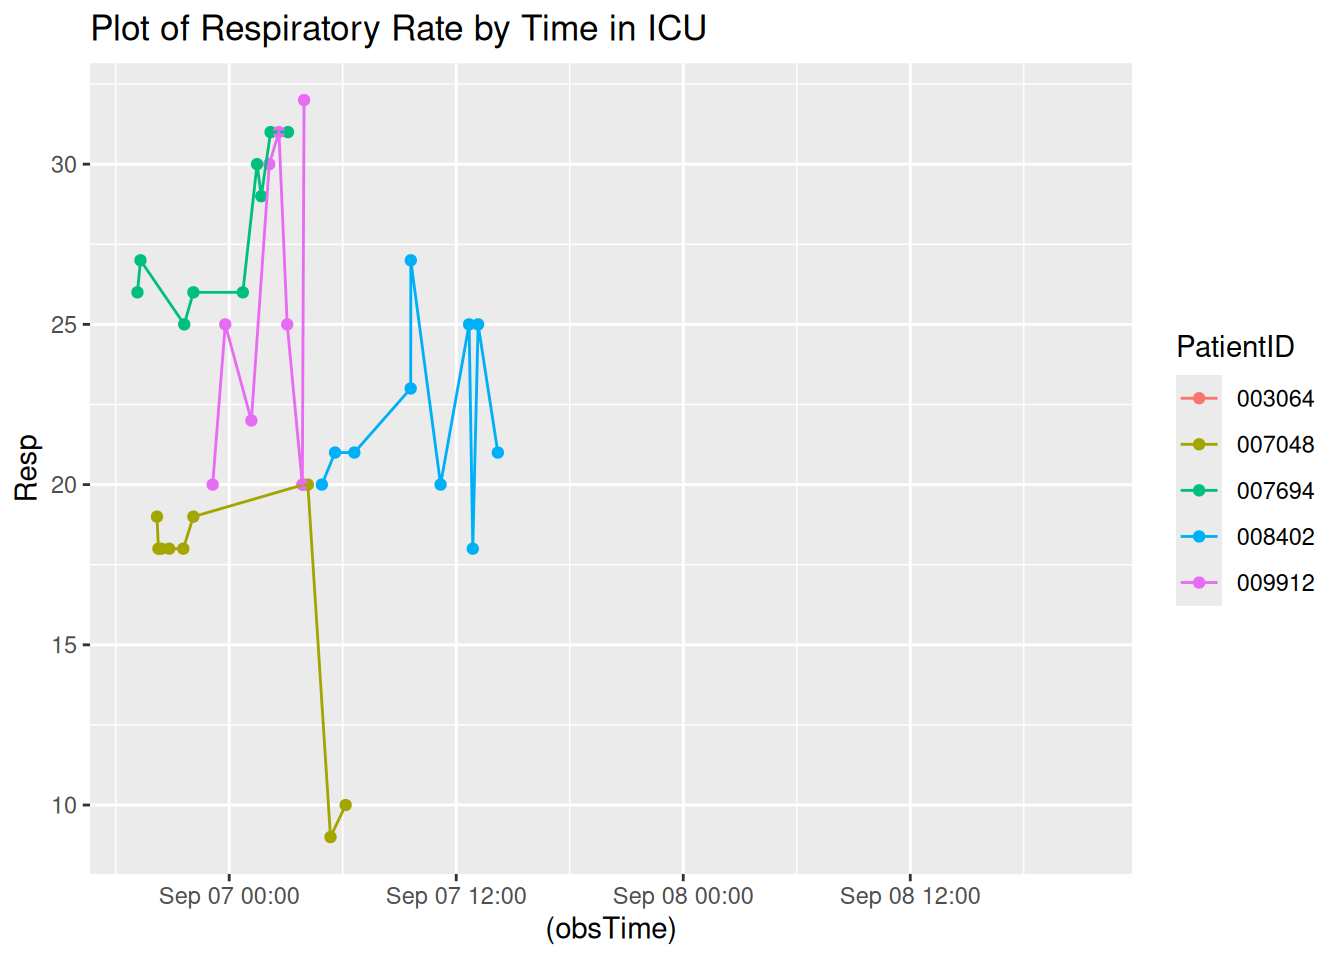 Plot of Respiratory Rate by Time in ICU
Resp
30
25
20
15
10
Sep 07 00:00
Sep 07 12:00
Sep 08 00:00
Sep 08 12:00
(obsTime)
PatientID
003064
007048
007694
008402
009912